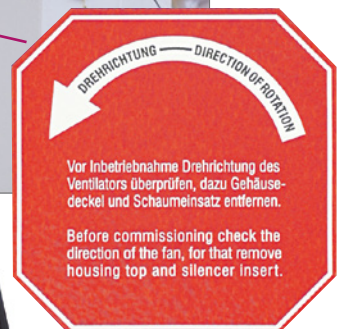 DREHRICHTUNG — DIRECTION OF ROTATION
Vor Inbetriebnahme Drehrichtung des
Ventilators überprüfen, dazu Gehäuse-
deckel und Schaumeinsatz entfernen.
Before commissioning check the
direction of the fan, for that remove
housing top and silencer insert.